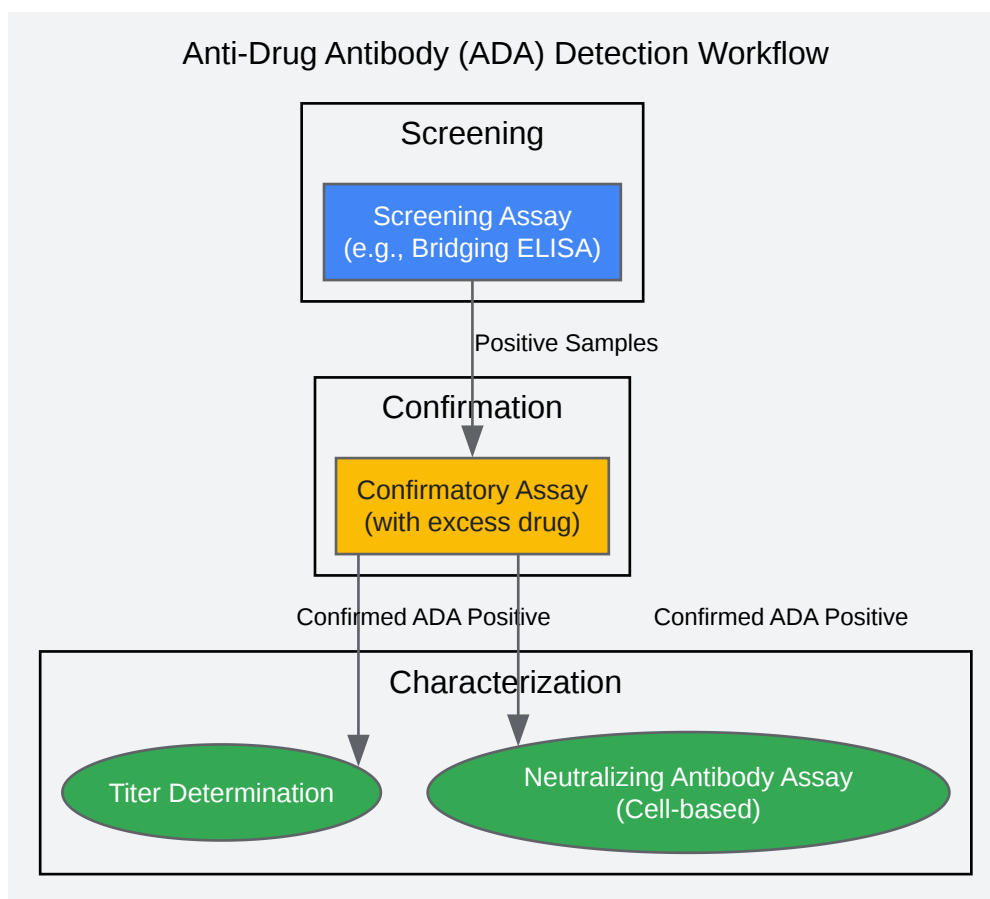 Anti-Drug Antibody (ADA) Detection Workflow
Screening
Screening Assay
(e.g., Bridging ELISA)
Positive Samples
Confirmation
Confirmatory Assay
(with excess drug)
Confirmed ADA Positive
Confirmed ADA Positive
Characterization
Titer Determination
Neutralizing Antibody Assay
(Cell-based)